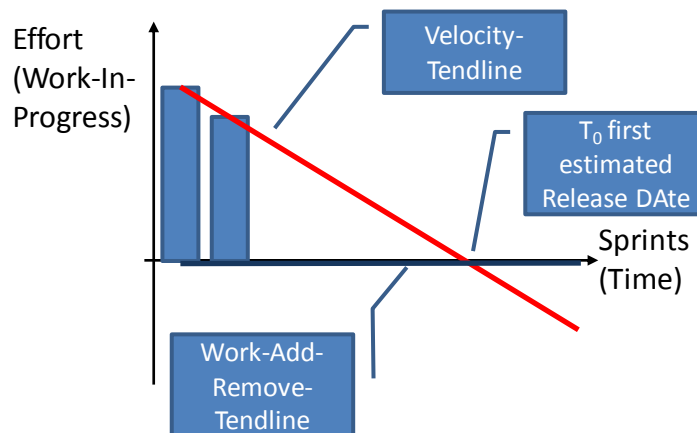 Effort
(Work-In-
Progress)
Velocity-
Tendline
T₀ first
estimated
Release DAte
Sprints
(Time)
Work-Add-
Remove-
Tendline